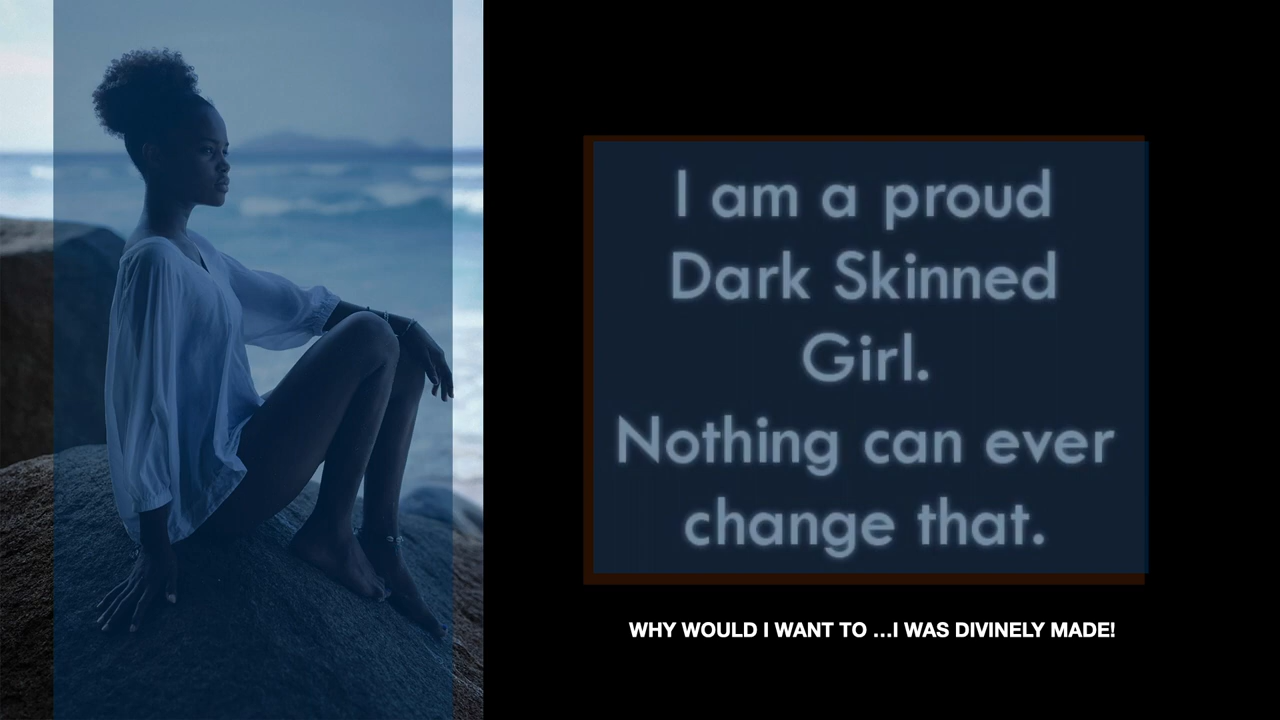 I am a proud
Dark Skinned
Girl.
Nothing can ever
change that.
WHY WOULD I WANT TO ...I WAS DIVINELY MADE!